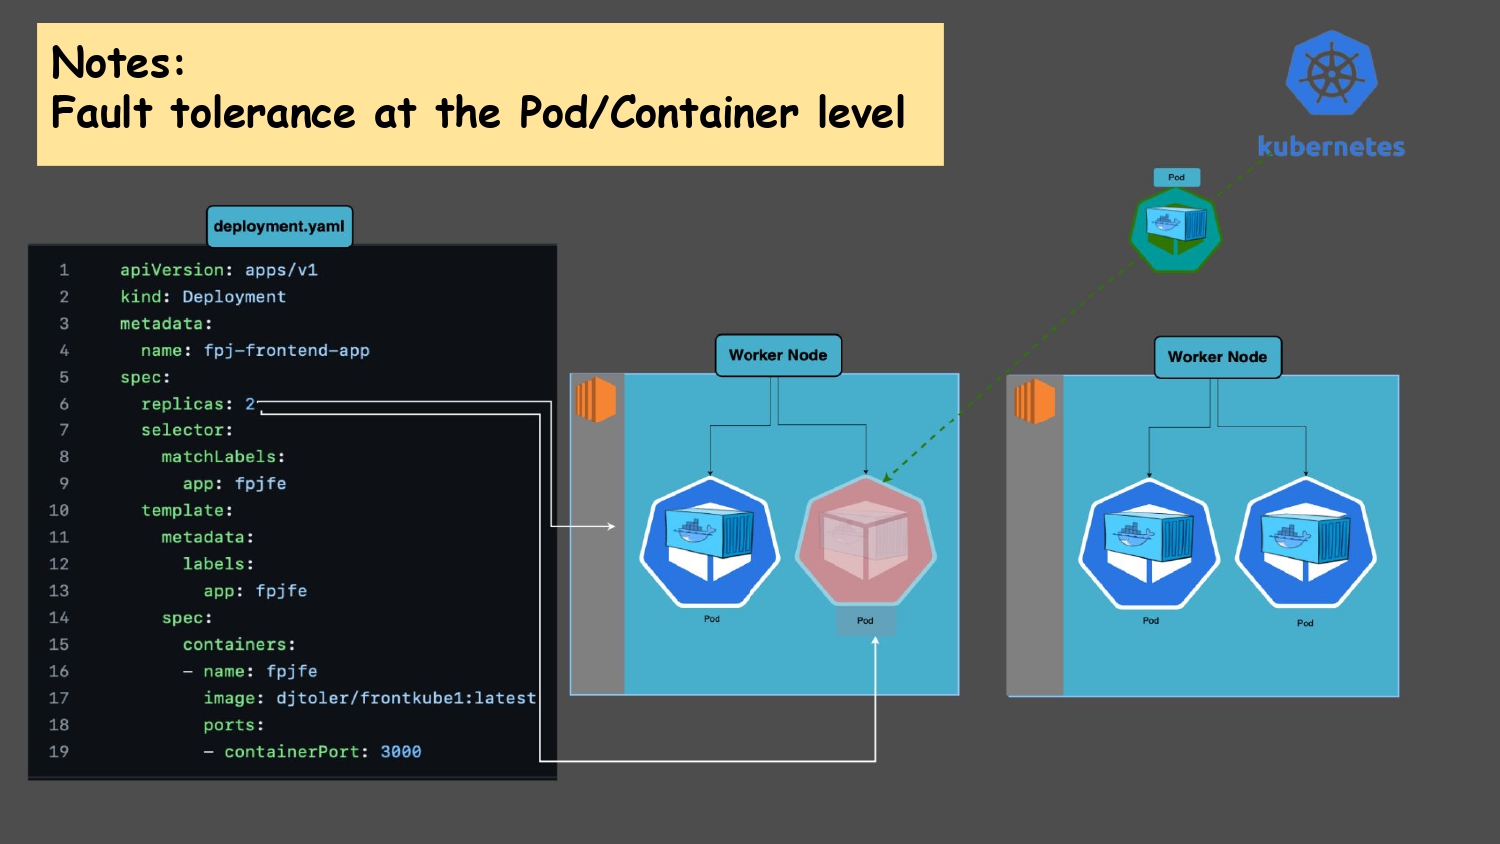 Notes:
Fault tolerance at the Pod/Container level
kubernetes
Pod
deployment.yaml
1 apiVersion: apps/v1
2 kind: Deployment
3 metadata:
4 name: fpj-frontend-app
5 spec:
6 replicas: 2
7 selector:
8 matchLabels:
9 app: fpjfe
10 template:
11 metadata:
12 labels:
13 app: fpjfe
14 spec:
15 containers:
16 - name: fpjfe
17 image: djtoler/frontkube1:latest
18 ports:
19 - containerPort: 3000
Worker Node
Pod
Pod
Worker Node
Pod
Pod